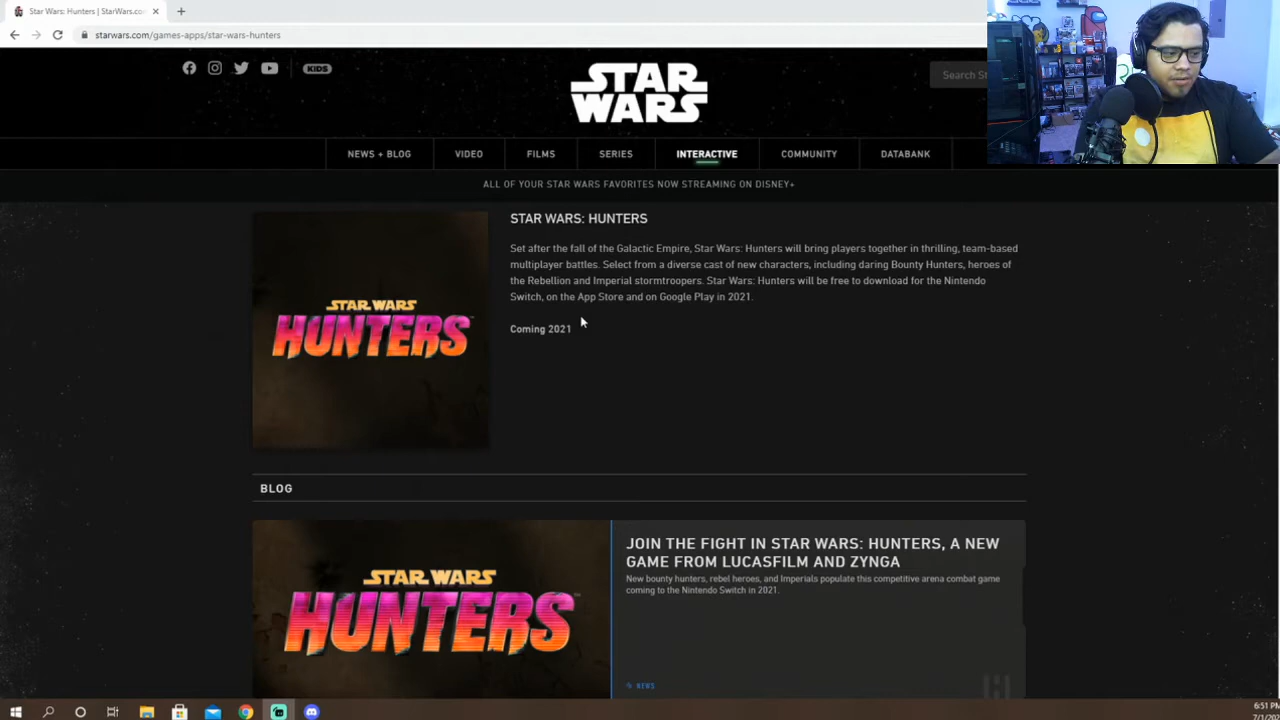 Star Wars: Hunters | StarWars.co
starwars.com/games-apps/star-wars-hunters
KIDS
STAR WARS
Search St
NEWS + BLOG
VIDEO
FILMS
SERIES
INTERACTIVE
COMMUNITY
DATABANK
ALL OF YOUR STAR WARS FAVORITES NOW STREAMING ON DISNEY+
STAR WARS: HUNTERS
Set after the fall of the Galactic Empire, Star Wars: Hunters will bring players together in thrilling, team-based
multiplayer battles. Select from a diverse cast of new characters, including daring Bounty Hunters, heroes of
the Rebellion and Imperial stormtroopers. Star Wars: Hunters will be free to download for the Nintendo
Switch, on the App Store and on Google Play in 2021.
Coming 2021
STAR WARS
HUNTERS
BLOG
STAR WARS
HUNTERS
JOIN THE FIGHT IN STAR WARS: HUNTERS, A NEW
GAME FROM LUCASFILM AND ZYNGA
New bounty hunters, rebel heroes, and Imperials populate this competitive arena combat game
coming to the Nintendo Switch in 2021.
NEWS
6:51 PM
7/1/20